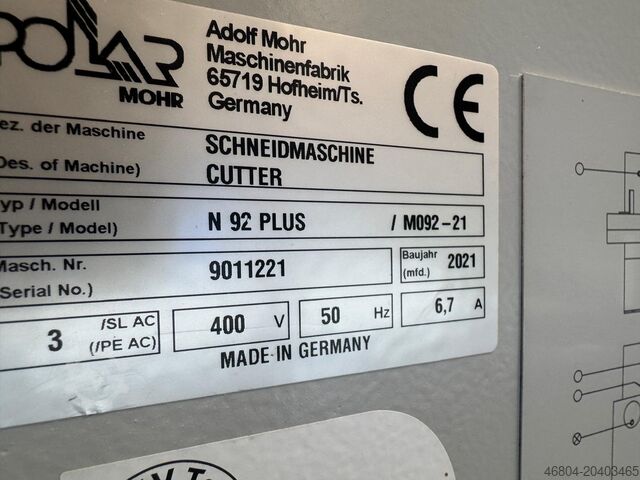 POLAR
MOHR
Adolf Mohr
Maschinenfabrik
65719 Hofheim/Ts.
Germany
CE
ez. der Maschine
Des. of Machine)
SCHNEIDMASCHINE
CUTTER
yp / Modell
Type / Model)
N 92 PLUS / M092-21
Masch. Nr.
Serial No.)
9011221
Baujahr
(mfd.)
2021
3 /SL AC
(/PE AC)
400 V
50 Hz
6,7 A
MADE IN GERMANY
46804-20403465